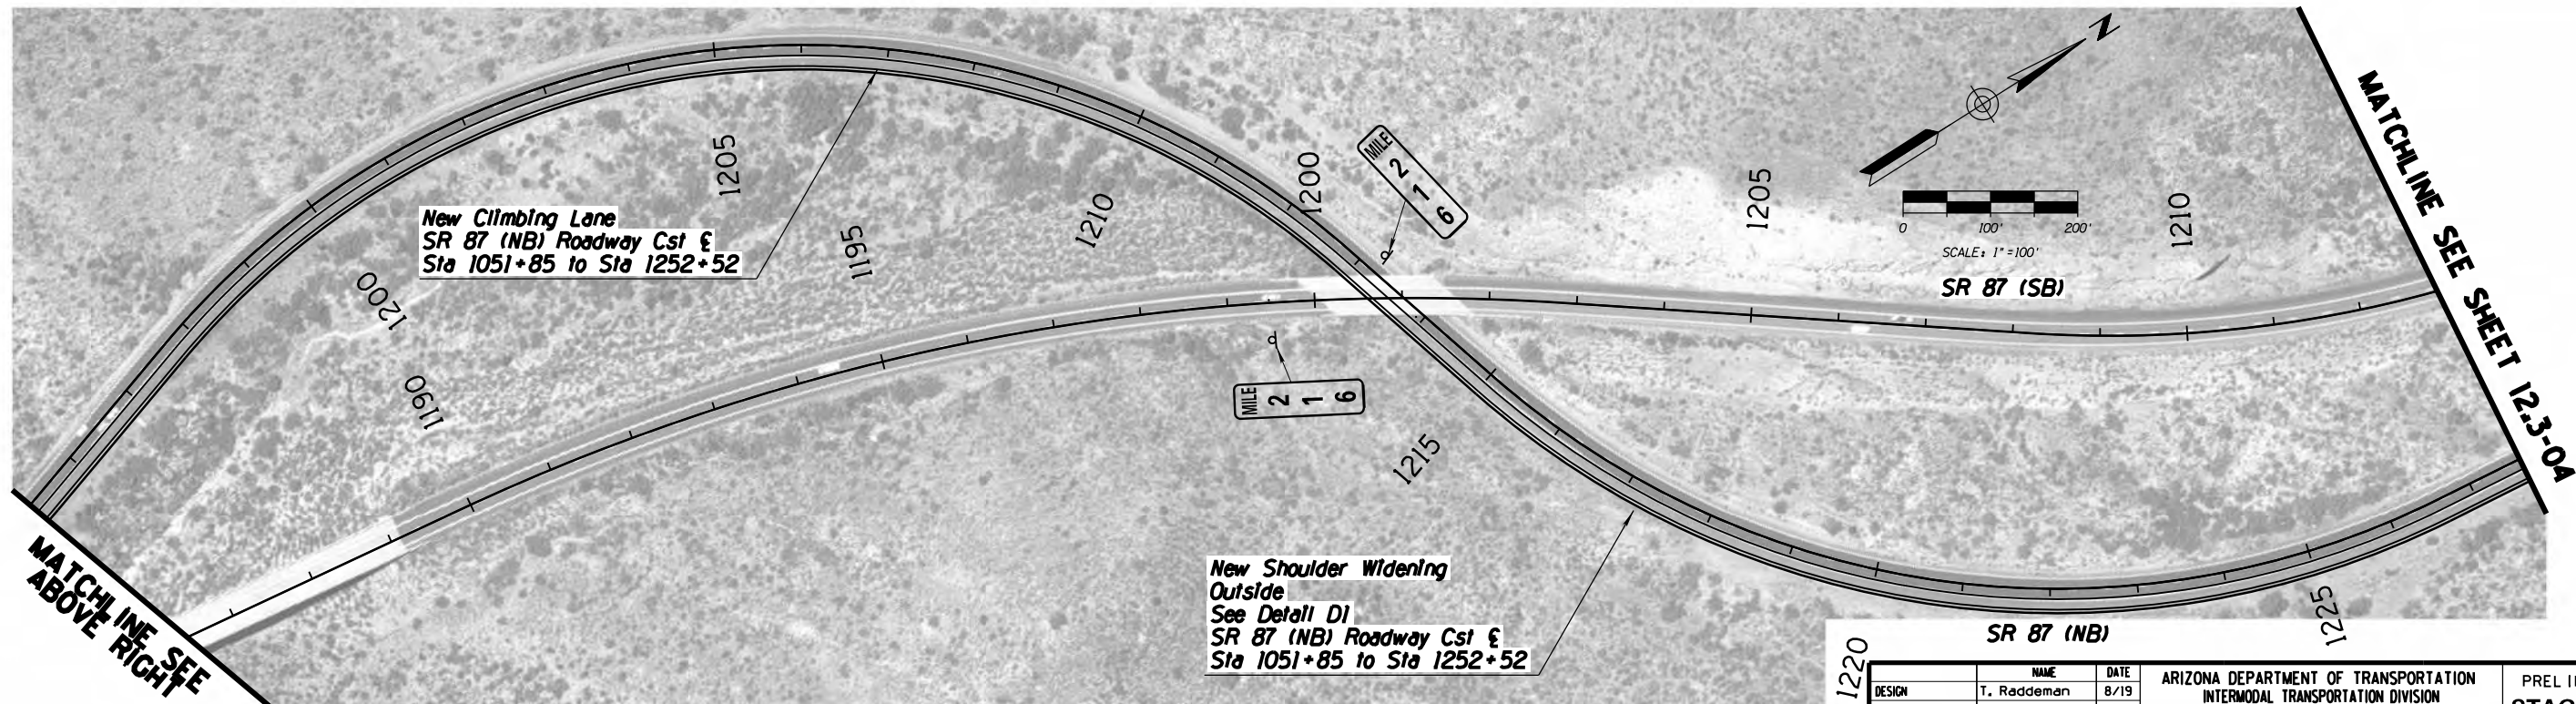 N
MATCHLINE SEE SHEET 12.3-04
MILE
2
1
6
1205
1200
1205
1210
0 100' 200'
SCALE: 1"=100'
SR 87 (SB)
New Climbing Lane
SR 87 (NB) Roadway Cst ℄
Sta 1051+85 to Sta 1252+52
1195
1210
1200
1190
MILE
2
1
6
1215
New Shoulder Widening
Outside
See Detail D1
SR 87 (NB) Roadway Cst ℄
Sta 1051+85 to Sta 1252+52
MATCHLINE SEE
ABOVE RIGHT
1225
SR 87 (NB)
1220
NAME DATE
DESIGN T. Raddeman 8/19
ARIZONA DEPARTMENT OF TRANSPORTATION
INTERMODAL TRANSPORTATION DIVISION